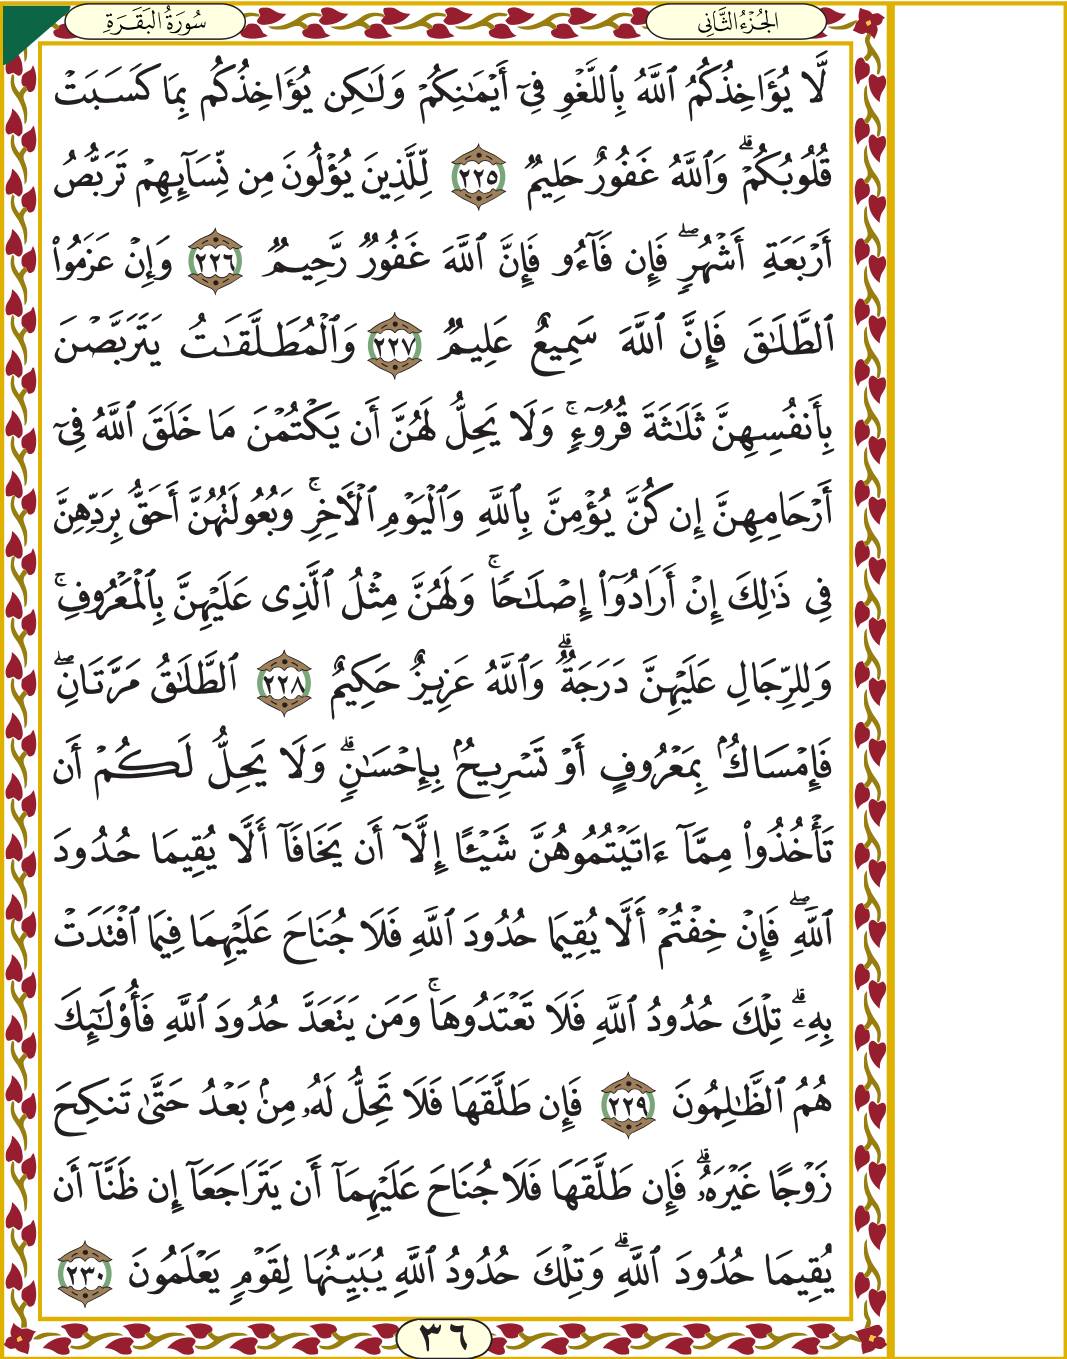 سُورَةُ البَقَرَةِ
الجُزْءُ الثَّانِي
لَّا يُؤَاخِذُكُمُ ٱللَّهُ بِٱللَّغْوِ فِىٓ أَيْمَٰنِكُمْ وَلَٰكِن يُؤَاخِذُكُم بِمَا كَسَبَتْ
قُلُوبُكُمْ ۗ وَٱللَّهُ غَفُورٌ حَلِيمٌ ٢٢٥ لِّلَّذِينَ يُؤْلُونَ مِن نِّسَآئِهِمْ تَرَبُّصُ
أَرْبَعَةِ أَشْهُرٍ ۖ فَإِن فَآءُو فَإِنَّ ٱللَّهَ غَفُورٌ رَّحِيمٌ ٢٢٦ وَإِنْ عَزَمُوا۟
ٱلطَّلَٰقَ فَإِنَّ ٱللَّهَ سَمِيعٌ عَلِيمٌ ٢٢٧ وَٱلْمُطَلَّقَٰتُ يَتَرَبَّصْنَ
بِأَنفُسِهِنَّ ثَلَٰثَةَ قُرُوٓءٍ ۚ وَلَا يَحِلُّ لَهُنَّ أَن يَكْتُمْنَ مَا خَلَقَ ٱللَّهُ فِىٓ
أَرْحَامِهِنَّ إِن كُنَّ يُؤْمِنَّ بِٱللَّهِ وَٱلْيَوْمِ ٱلْأَخِرِ ۚ وَبُعُولَتُهُنَّ أَحَقُّ بِرَدِّهِنَّ
فِى ذَٰلِكَ إِنْ أَرَادُوٓا۟ إِصْلَٰحًا ۚ وَلَهُنَّ مِثْلُ ٱلَّذِى عَلَيْهِنَّ بِٱلْمَعْرُوفِ ۚ
وَلِلرِّجَالِ عَلَيْهِنَّ دَرَجَةٌ ۗ وَٱللَّهُ عَزِيزٌ حَكِيمٌ ٢٢٨ ٱلطَّلَٰقُ مَرَّتَانِ ۖ
فَإِمْسَاكٌۢ بِمَعْرُوفٍ أَوْ تَسْرِيحٌۢ بِإِحْسَٰنٍ ۗ وَلَا يَحِلُّ لَكُمْ أَن
تَأْخُذُوا۟ مِمَّآ ءَاتَيْتُمُوهُنَّ شَيْـًٔا إِلَّآ أَن يَخَافَآ أَلَّا يُقِيمَا حُدُودَ
ٱللَّهِ ۖ فَإِنْ خِفْتُمْ أَلَّا يُقِيمَا حُدُودَ ٱللَّهِ فَلَا جُنَاحَ عَلَيْهِمَا فِيمَا ٱفْتَدَتْ
بِهِۦ ۗ تِلْكَ حُدُودُ ٱللَّهِ فَلَا تَعْتَدُوهَا ۚ وَمَن يَتَعَدَّ حُدُودَ ٱللَّهِ فَأُو۟لَٰٓئِكَ
هُمُ ٱلظَّٰلِمُونَ ٢٢٩ فَإِن طَلَّقَهَا فَلَا تَحِلُّ لَهُۥ مِنۢ بَعْدُ حَتَّىٰ تَنكِحَ
زَوْجًا غَيْرَهُۥ ۗ فَإِن طَلَّقَهَا فَلَا جُنَاحَ عَلَيْهِمَآ أَن يَتَرَاجَعَآ إِن ظَنَّآ أَن
يُقِيمَا حُدُودَ ٱللَّهِ ۗ وَتِلْكَ حُدُودُ ٱللَّهِ يُبَيِّنُهَا لِقَوْمٍ يَعْلَمُونَ ٢٣٠
٣٦